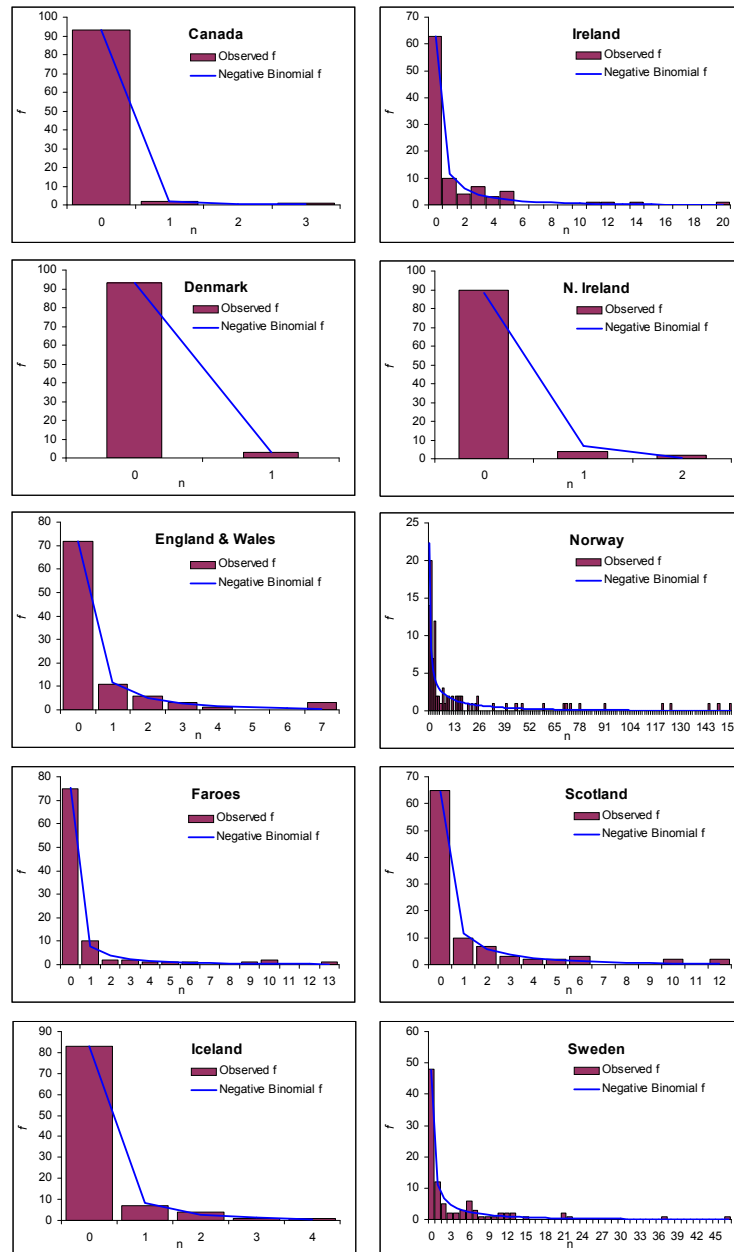 Canada
Observed f
Negative Binomial f
f
100
90
80
70
60
50
40
30
20
10
0
0 1 2 3
n
Ireland
Observed f
Negative Binomial f
f
70
60
50
40
30
20
10
0
0 2 4 6 8 10 12 14 16 18 20
n
Denmark
Observed f
Negative Binomial f
f
100
90
80
70
60
50
40
30
20
10
0
0 1
n
N. Ireland
Observed f
Negative Binomial f
f
100
90
80
70
60
50
40
30
20
10
0
0 1 2
n
England & Wales
Observed f
Negative Binomial f
f
80
70
60
50
40
30
20
10
0
0 1 2 3 4 5 6 7
n
Norway
Observed f
Negative Binomial f
f
25
20
15
10
5
0
0 13 26 39 52 65 78 91 104 117 130 143 156
n
Faroes
Observed f
Negative Binomial f
f
80
70
60
50
40
30
20
10
0
0 1 2 3 4 5 6 7 8 9 10 11 12 13
n
Scotland
Observed f
Negative Binomial f
f
70
60
50
40
30
20
10
0
0 1 2 3 4 5 6 7 8 9 10 11 12
n
Iceland
Observed f
Negative Binomial f
f
90
80
70
60
50
40
30
20
10
0
0 1 2 3 4
n
Sweden
Observed f
Negative Binomial f
f
60
50
40
30
20
10
0
0 3 6 9 12 15 18 21 24 27 30 33 36 39 42 45
n